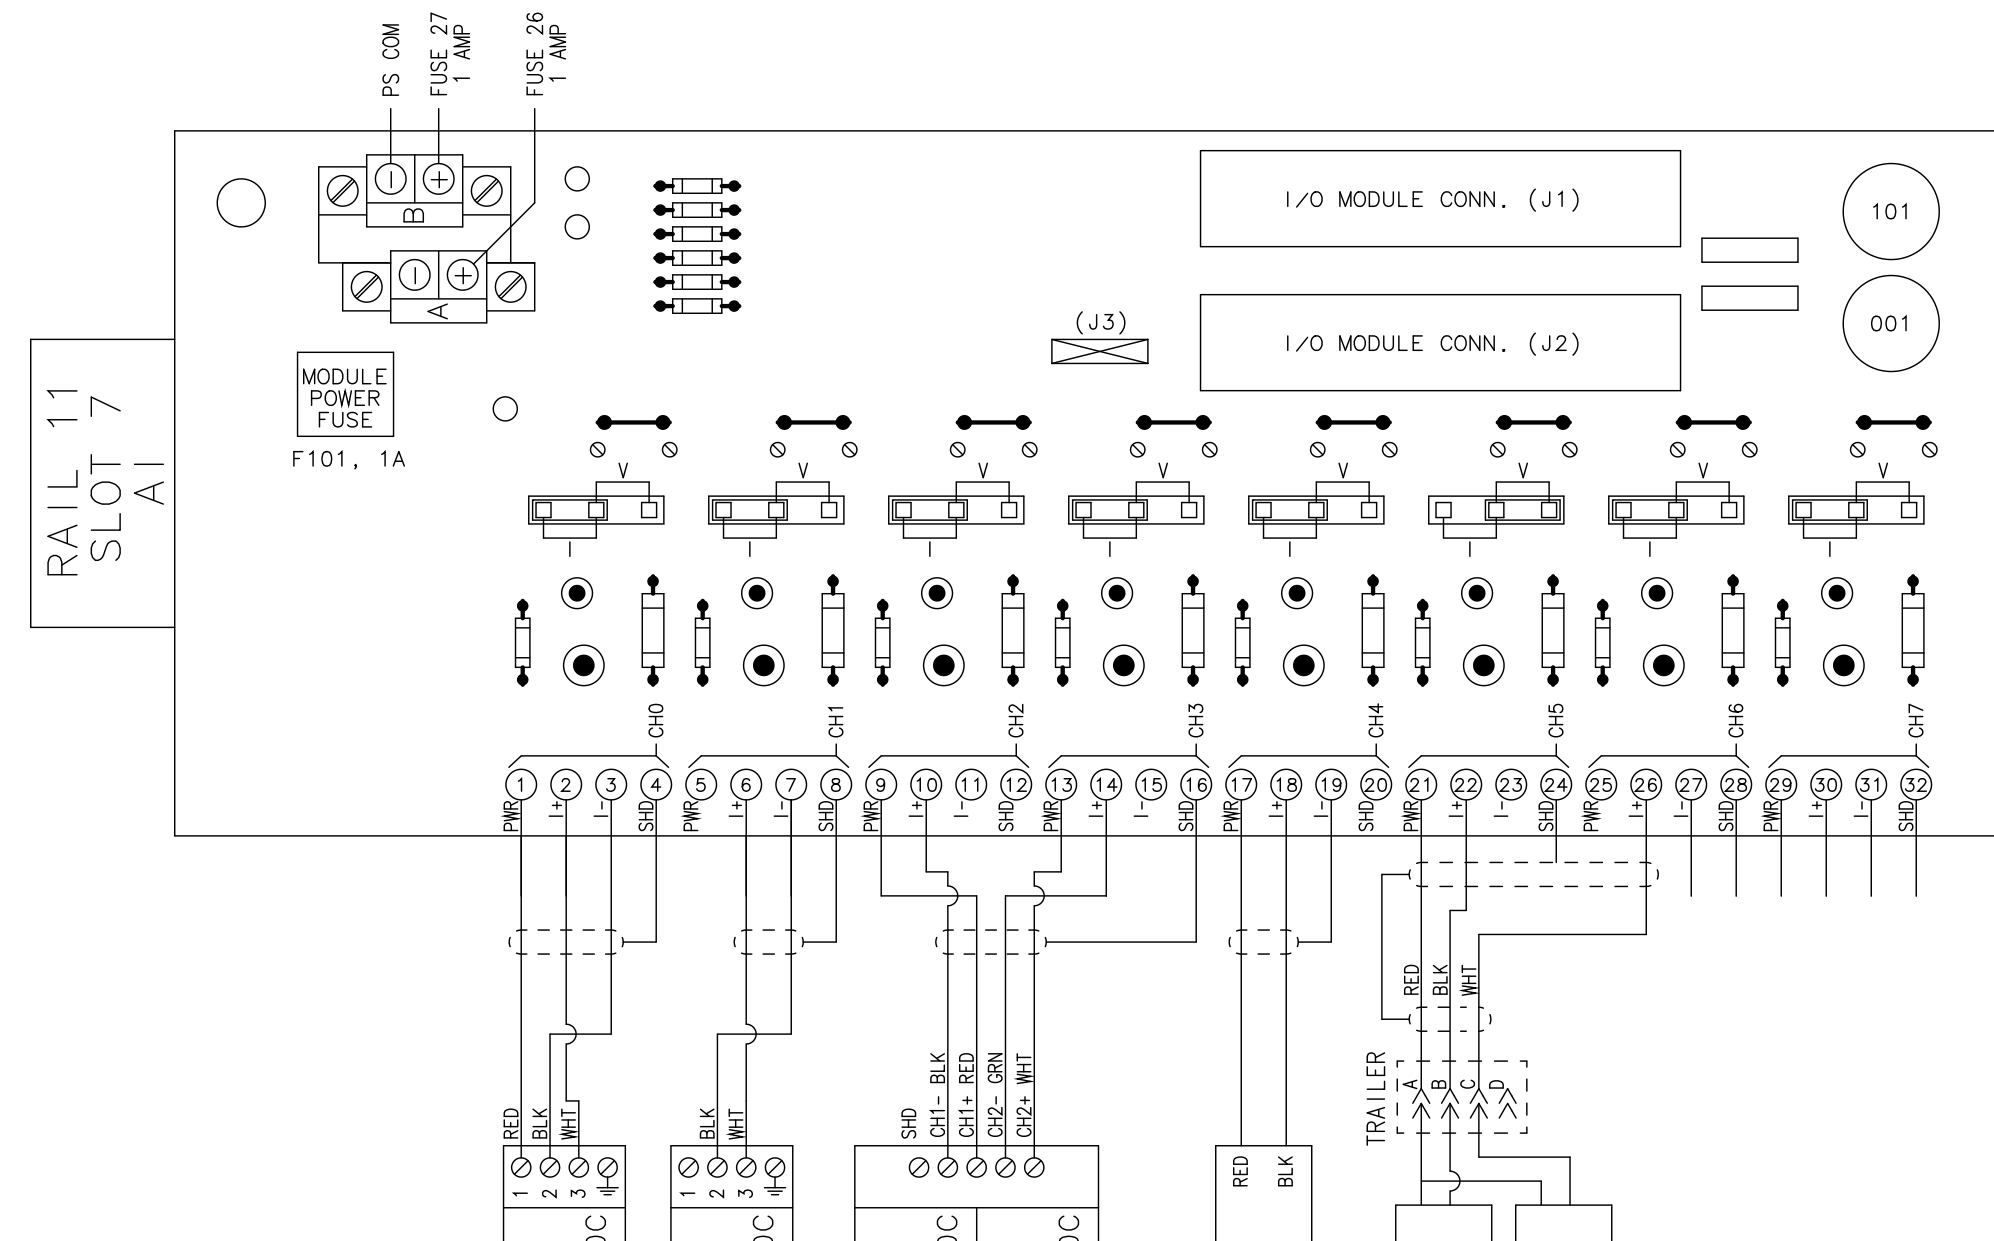 PS COM
FUSE 27
1 AMP
FUSE 26
1 AMP
B
A
I/O MODULE CONN. (J1)
101
I/O MODULE CONN. (J2)
001
(J3)
RAIL 11
SLOT 7
AI
MODULE
POWER
FUSE
F101, 1A
V V V V V V V V
I I I I I I I I
CH0 CH1 CH2 CH3 CH4 CH5 CH6 CH7
1 2 3 4 5 6 7 8 9 10 11 12 13 14 15 16 17 18 19 20 21 22 23 24 25 26 27 28 29 30 31 32
PWR I+ I- SHD PWR I+ I- SHD PWR I+ I- SHD PWR I+ I- SHD PWR I+ I- SHD PWR I+ I- SHD PWR I+ I- SHD PWR I+ I- SHD
RED BLK WHT
TRAILER
A B C D
RED BLK WHT
BLK WHT
SHD
CH1- BLK
CH1+ RED
CH2- GRN
CH2+ WHT
RED BLK
1 2 3
1 2 3